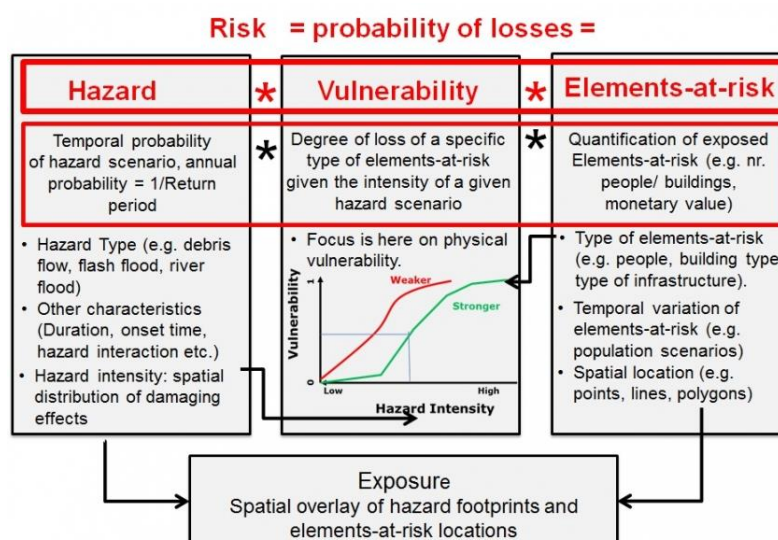 Risk = probability of losses =
Hazard * Vulnerability * Elements-at-risk
Temporal probability
of hazard scenario, annual
probability = 1/Return
period
*
Degree of loss of a specific
type of elements-at-risk
given the intensity of a given
hazard scenario
*
Quantification of exposed
Elements-at-risk (e.g. nr.
people/ buildings,
monetary value)
• Hazard Type (e.g. debris
flow, flash flood, river
flood)
• Other characteristics
(Duration, onset time,
hazard interaction etc.)
• Hazard intensity: spatial
distribution of damaging
effects
• Focus is here on physical
vulnerability.
Weaker
Stronger
Vulnerability
1
0
Low
High
Hazard Intensity
• Type of elements-at-risk
(e.g. people, building type
type of infrastructure).
• Temporal variation of
elements-at-risk (e.g.
population scenarios)
• Spatial location (e.g.
points, lines, polygons)
Exposure
Spatial overlay of hazard footprints and
elements-at-risk locations